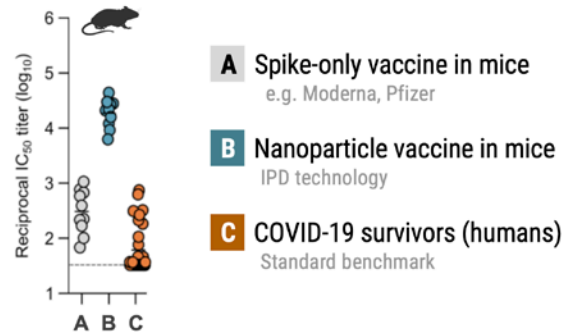 6
5
4
3
2
1
Reciprocal IC50 titer (log10)
A B C
A Spike-only vaccine in mice
e.g. Moderna, Pfizer
B Nanoparticle vaccine in mice
IPD technology
C COVID-19 survivors (humans)
Standard benchmark